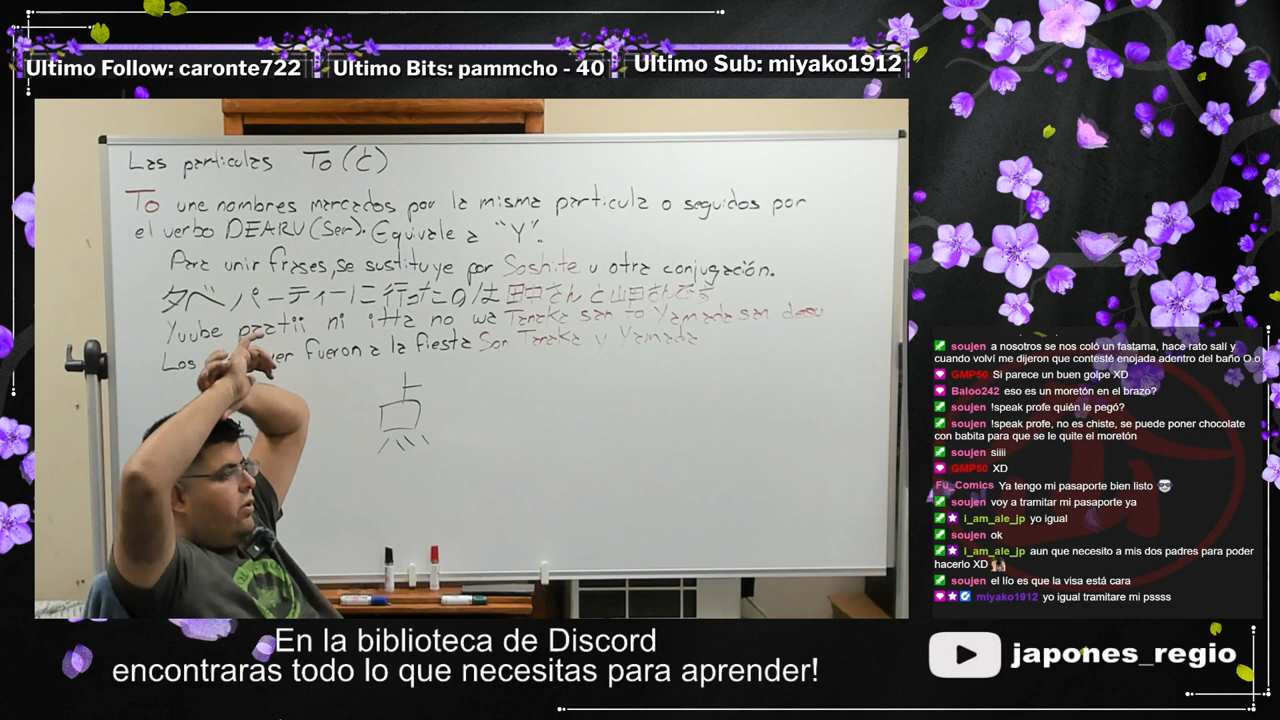 Ultimo Follow: caronte722
Ultimo Bits: pammcho - 40
Ultimo Sub: miyako1912
Las particulas To (と)
To une nombres marcados por la misma particula o seguidos por
el verbo DEARU (Ser). Equivale a "Y".
Para unir frases, se sustituye por Soshite u otra conjugación.
夕べ パーティーに行ったのは田中さんと山田さんです
Yuube paatii ni itta no wa Tanaka san to Yamada san desu
Los fueron a la fiesta Son Tanaka y Yamada
soujen a nosotros se nos coló un fastama, hace rato salí y
cuando volví me dijeron que contesté enojada adentro del baño O o
GMP50 Si parece un buen golpe XD
Baloo242 eso es un moretón en el brazo?
soujen !speak profe quién le pegó?
soujen !speak profe, no es chiste, se puede poner chocolate
con babita para que se le quite el moretón
soujen siiii
GMP50 XD
Fu_Comics Ya tengo mi pasaporte bien listo
soujen voy a tramitar mi pasaporte ya
i_am_ale_jp yo igual
soujen ok
i_am_ale_jp aun que necesito a mis dos padres para poder
hacerlo XD
soujen el lío es que la visa está cara
miyako1912 yo igual tramitare mi pssss
En la biblioteca de Discord
encontraras todo lo que necesitas para aprender!
japones_regio